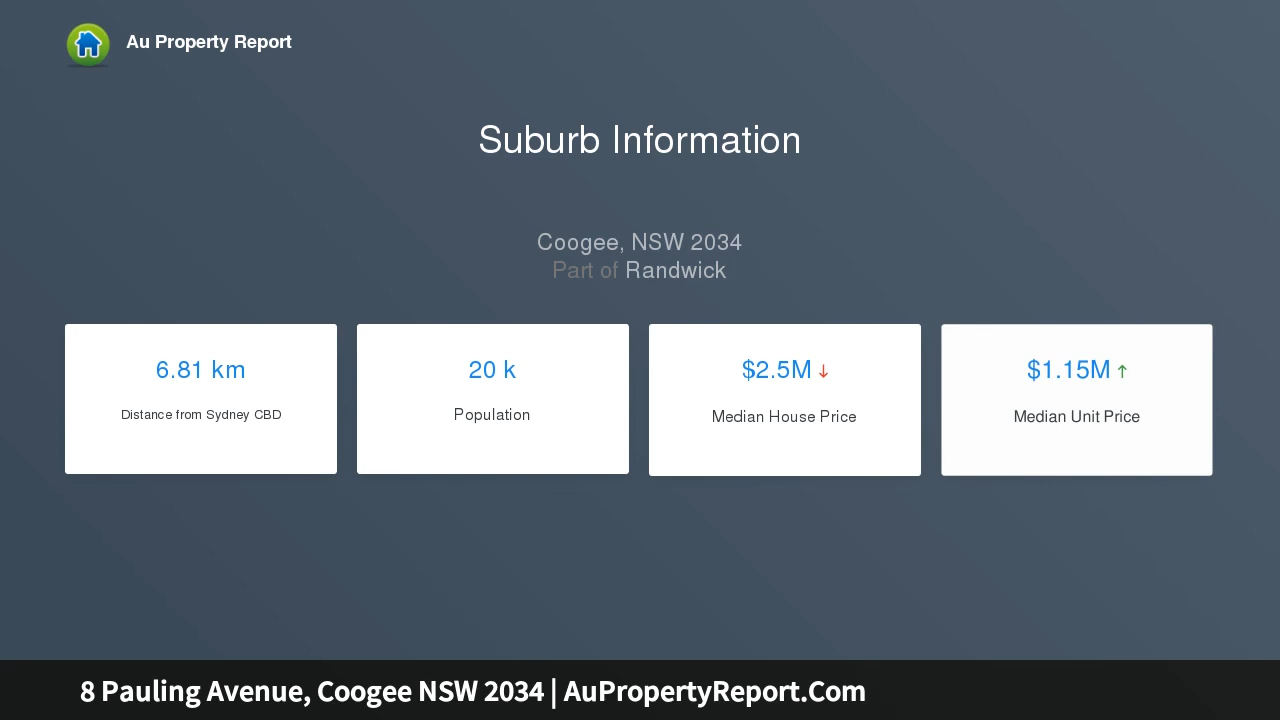 Au Property Report
Suburb Information
Coogee, NSW 2034
Part of Randwick
6.81 km
Distance from Sydney CBD
20 k
Population
$2.5M ↓
Median House Price
$1.15M ↑
Median Unit Price
8 Pauling Avenue, Coogee NSW 2034 | AuPropertyReport.Com